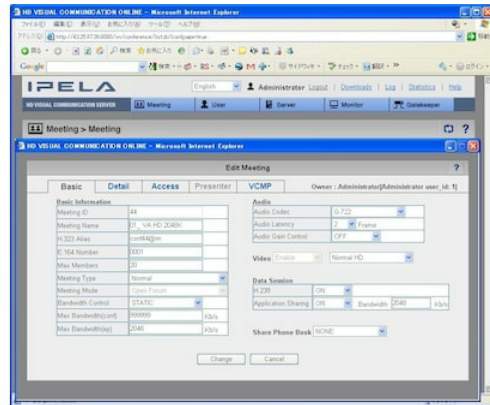 HD VISUAL COMMUNICATION ONLINE - Microsoft Internet Explorer
Google
IPELA
English
Administrator Logout | Downloads | Log | Statistics | Help
HD VISUAL COMMUNICATION SERVER
Meeting
User
Server
Monitor
Gatekeeper
Meeting > Meeting
?
HD VISUAL COMMUNICATION ONLINE - Microsoft Internet Explorer
Edit Meeting
?
Basic
Detail
Access
Presenter
VCMP
Owner : Administrator[Administrator user_id: 1]
Basic Information
Meeting ID
44
Meeting Name
H.323 Alias
E.164 Number
0001
Max Members
20
Meeting Type
Normal
Meeting Mode
Open Forum
Bandwidth Control
STATIC
Max Bandwidth(conf)
999999
Kb/s
Max Bandwidth(ep)
2048
Kb/s
Audio
Audio Codec
G.722
Audio Latency
2
Frame
Audio Gain Control
OFF
Video
Enable
Normal HD
Data Session
H.239
ON
Application Sharing
ON
Bandwidth
2048
Kb/s
Share Phone Book
NONE
Change
Cancel